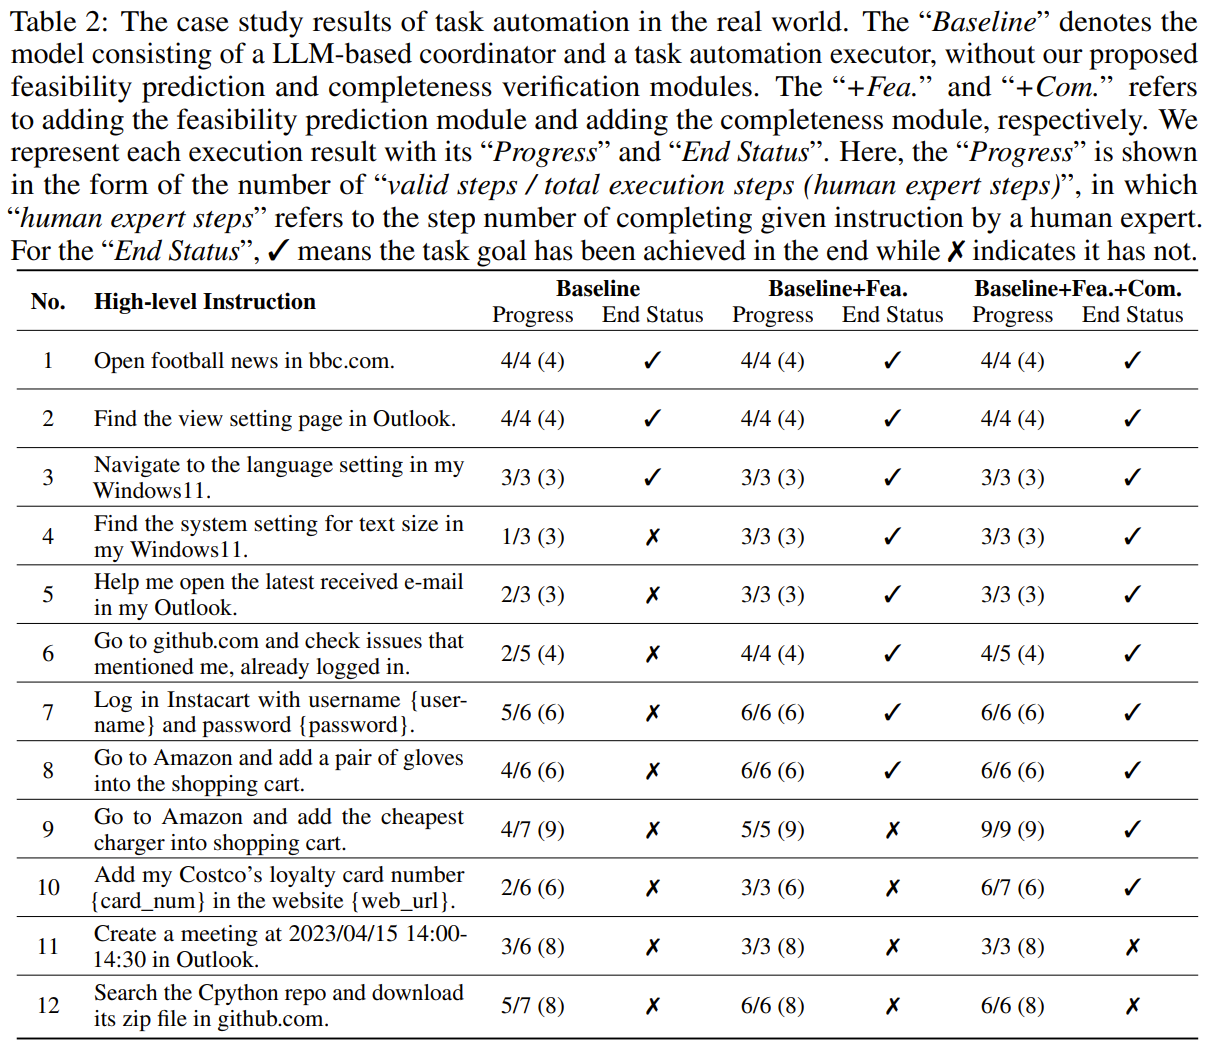 Table 2: The case study results of task automation in the real world. The “Baseline” denotes the
model consisting of a LLM-based coordinator and a task automation executor, without our proposed
feasibility prediction and completeness verification modules. The “+Fea.” and “+Com.” refers
to adding the feasibility prediction module and adding the completeness module, respectively. We
represent each execution result with its “Progress” and “End Status”. Here, the “Progress” is shown
in the form of the number of “valid steps / total execution steps (human expert steps)”, in which
“human expert steps” refers to the step number of completing given instruction by a human expert.
For the “End Status”, ✓ means the task goal has been achieved in the end while ✗ indicates it has not.
No. High-level Instruction Baseline Baseline+Fea. Baseline+Fea.+Com.
Progress End Status Progress End Status Progress End Status
1 Open football news in bbc.com. 4/4 (4) ✓ 4/4 (4) ✓ 4/4 (4) ✓
2 Find the view setting page in Outlook. 4/4 (4) ✓ 4/4 (4) ✓ 4/4 (4) ✓
3 Navigate to the language setting in my
Windows11. 3/3 (3) ✓ 3/3 (3) ✓ 3/3 (3) ✓
4 Find the system setting for text size in
my Windows11. 1/3 (3) ✗ 3/3 (3) ✓ 3/3 (3) ✓
5 Help me open the latest received e-mail
in my Outlook. 2/3 (3) ✗ 3/3 (3) ✓ 3/3 (3) ✓
6 Go to github.com and check issues that
mentioned me, already logged in. 2/5 (4) ✗ 4/4 (4) ✓ 4/5 (4) ✓
7 Log in Instacart with username {user-
name} and password {password}. 5/6 (6) ✗ 6/6 (6) ✓ 6/6 (6) ✓
8 Go to Amazon and add a pair of gloves
into the shopping cart. 4/6 (6) ✗ 6/6 (6) ✓ 6/6 (6) ✓
9 Go to Amazon and add the cheapest
charger into shopping cart. 4/7 (9) ✗ 5/5 (9) ✗ 9/9 (9) ✓
10 Add my Costco’s loyalty card number
{card_num} in the website {web_url}. 2/6 (6) ✗ 3/3 (6) ✗ 6/7 (6) ✓
11 Create a meeting at 2023/04/15 14:00-
14:30 in Outlook. 3/6 (8) ✗ 3/3 (8) ✗ 3/3 (8) ✗
12 Search the Cpython repo and download
its zip file in github.com. 5/7 (8) ✗ 6/6 (8) ✗ 6/6 (8) ✗